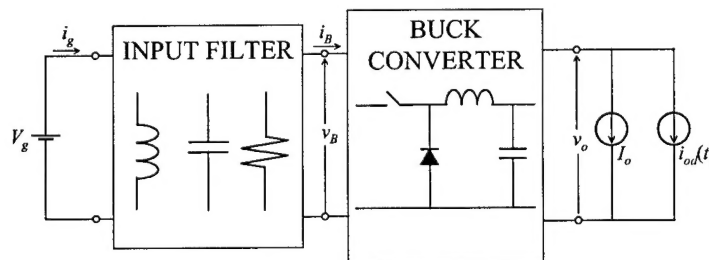 i_g
INPUT FILTER
i_B
BUCK
CONVERTER
V_g
v_B
v_o
I_o
i_od(t